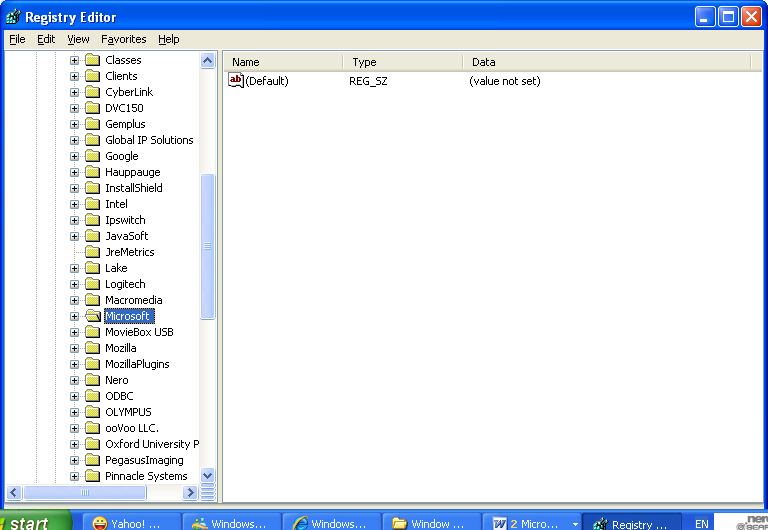 Registry Editor
File Edit View Favorites Help
Name Type Data
ab (Default) REG_SZ (value not set)
Classes
Clients
CyberLink
DVC150
Gemplus
Global IP Solutions
Google
Hauppauge
InstallShield
Intel
Ipswitch
JavaSoft
JreMetrics
Lake
Logitech
Macromedia
Microsoft
MovieBox USB
Mozilla
MozillaPlugins
Nero
ODBC
OLYMPUS
ooVoo LLC.
Oxford University P
PegasusImaging
Pinnacle Systems
start Yahoo! ... Windows... Windows... Window ... 2 Micro... Registry ... EN